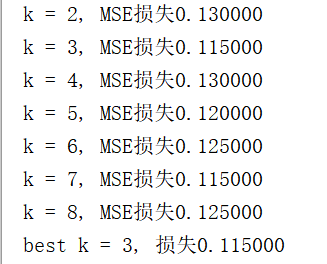 k = 2, MSE损失0.130000
k = 3, MSE损失0.115000
k = 4, MSE损失0.130000
k = 5, MSE损失0.120000
k = 6, MSE损失0.125000
k = 7, MSE损失0.115000
k = 8, MSE损失0.125000
best k = 3, 损失0.115000